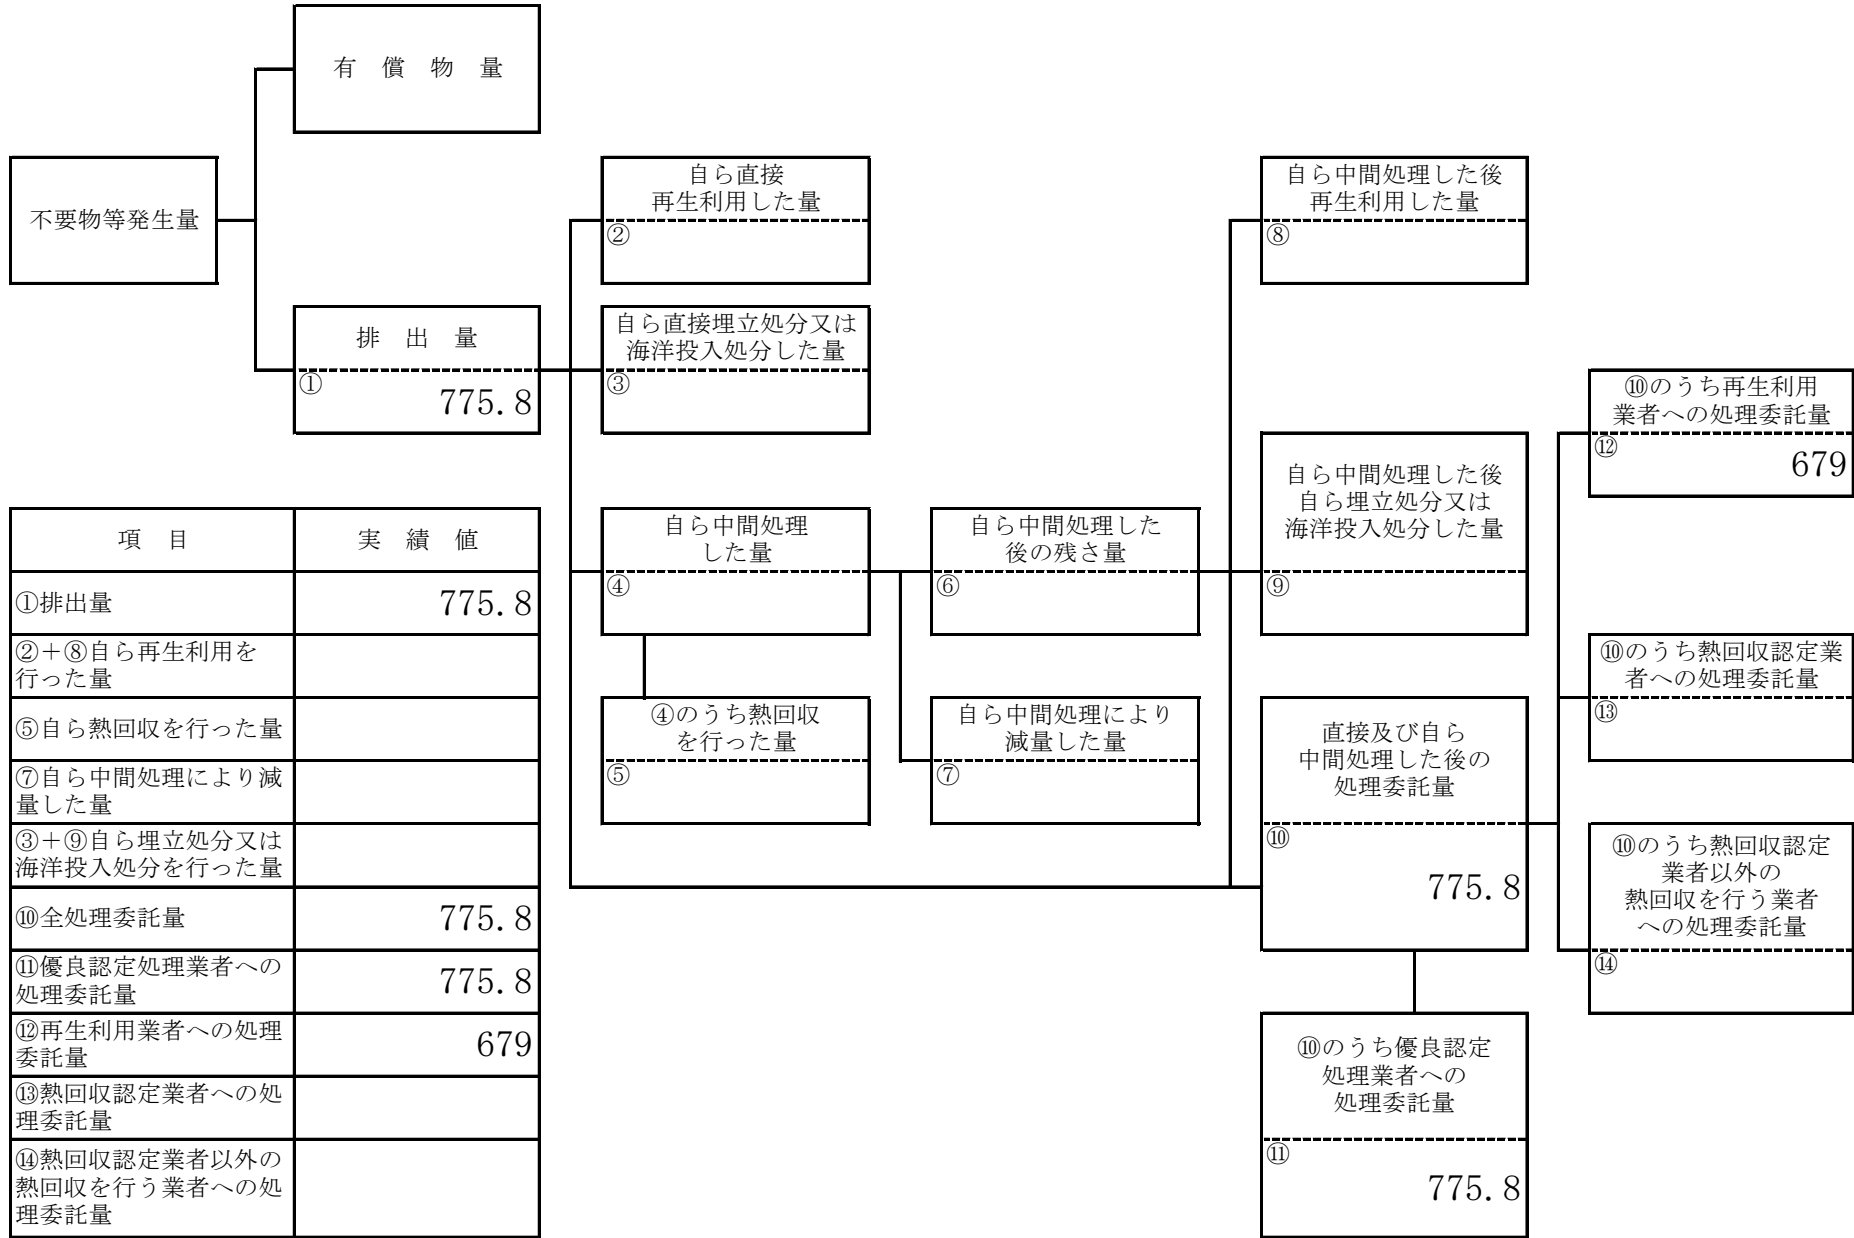 有　償　物　量
不要物等発生量
自ら直接
再生利用した量
②
自ら中間処理した後
再生利用した量
⑧
排　出　量
①
775.8
自ら直接埋立処分又は
海洋投入処分した量
③
⑩のうち再生利用
業者への処理委託量
⑫
679
自ら中間処理
した量
④
自ら中間処理した
後の残さ量
⑥
自ら中間処理した後
自ら埋立処分又は
海洋投入処分した量
⑨
⑩のうち熱回収認定業
者への処理委託量
⑬
④のうち熱回収
を行った量
⑤
自ら中間処理により
減量した量
⑦
直接及び自ら
中間処理した後の
処理委託量
⑩
775.8
⑩のうち熱回収認定
業者以外の
熱回収を行う業者
への処理委託量
⑭
⑩のうち優良認定
処理業者への
処理委託量
⑪
775.8
項　目　実　績　値
①排出量　775.8
②＋⑧自ら再生利用を
行った量
⑤自ら熱回収を行った量
⑦自ら中間処理により減
量した量
③＋⑨自ら埋立処分又は
海洋投入処分を行った量
⑩全処理委託量　775.8
⑪優良認定処理業者への
処理委託量　775.8
⑫再生利用業者への処理
委託量　679
⑬熱回収認定業者への処
理委託量
⑭熱回収認定業者以外の
熱回収を行う業者への処
理委託量